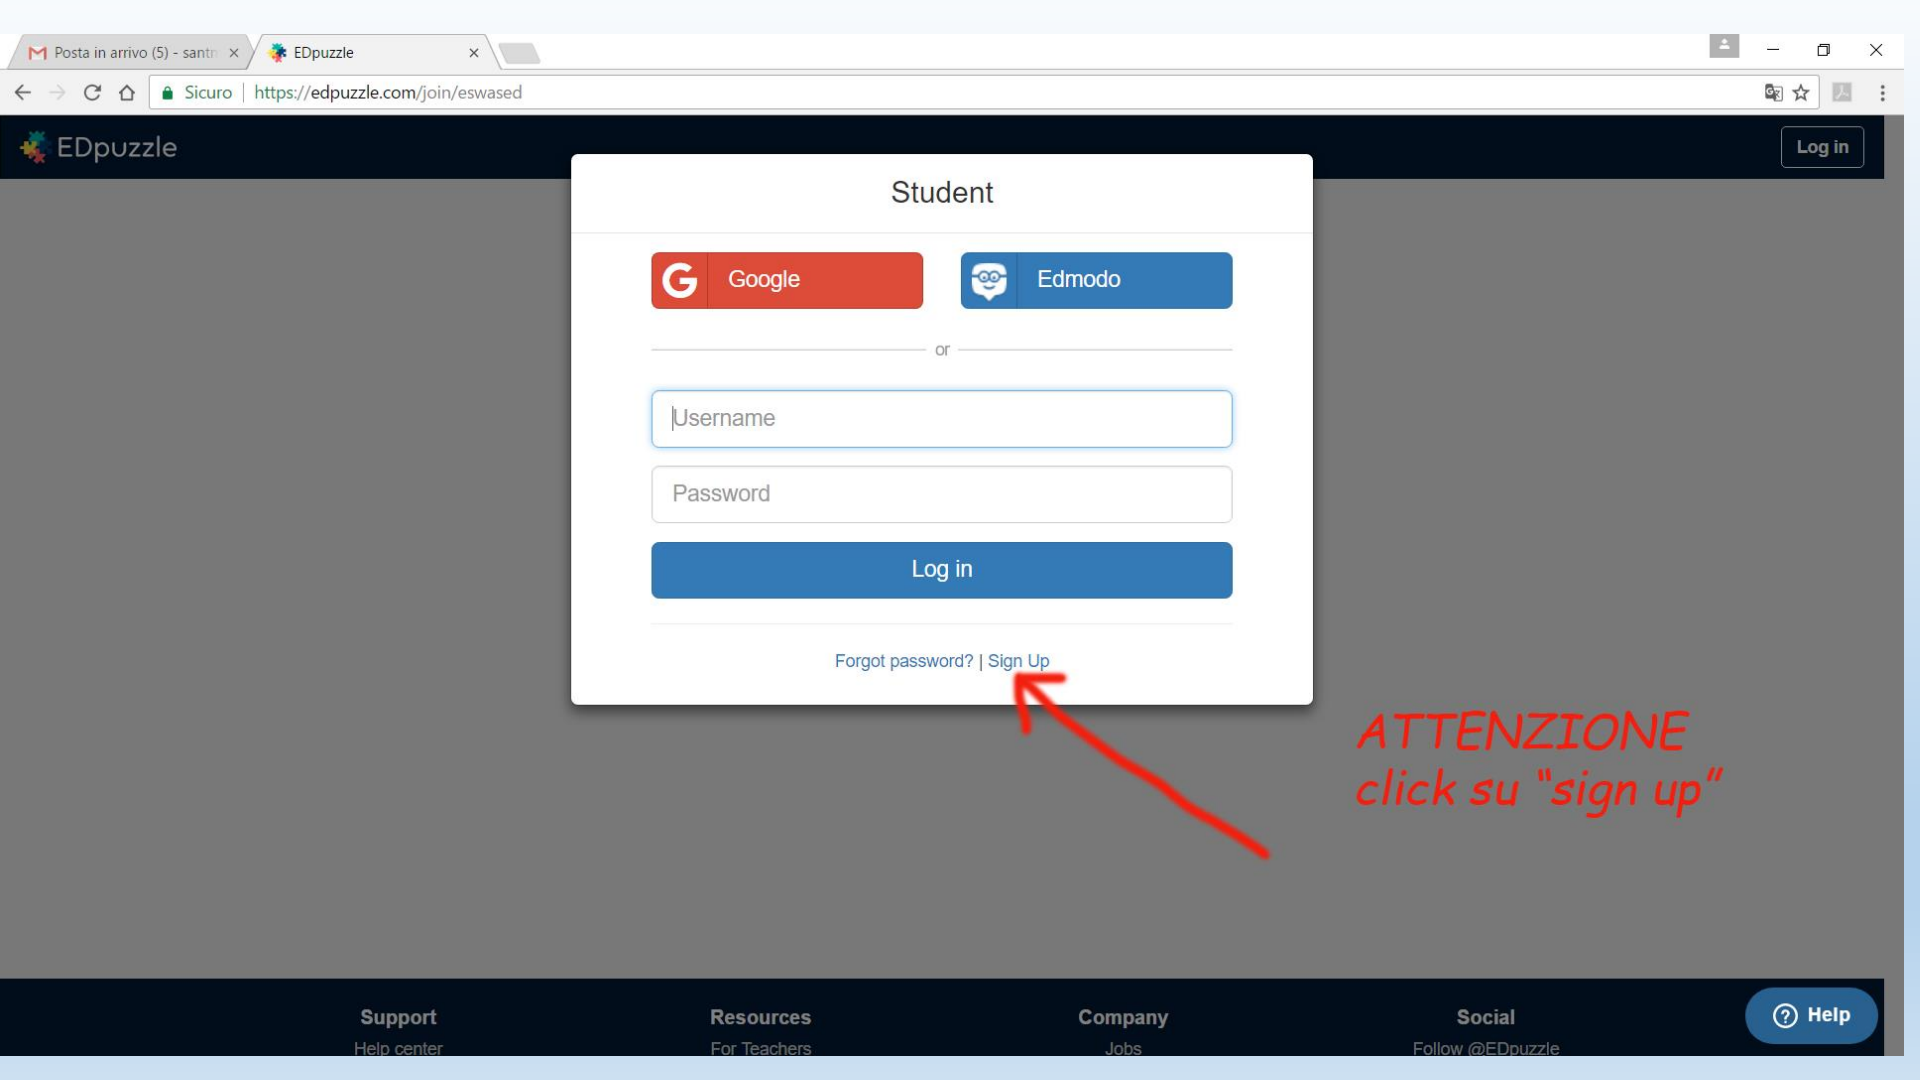 Posta in arrivo (5) - santr
EDpuzzle
Sicuro https://edpuzzle.com/join/eswased
EDpuzzle
Log in
Student
Google
Edmodo
or
Username
Password
Log in
Forgot password? | Sign Up
ATTENZIONE
click su "sign up"
Support
Resources
Company
Social
Help center
For Teachers
Jobs
Follow @EDpuzzle
Help